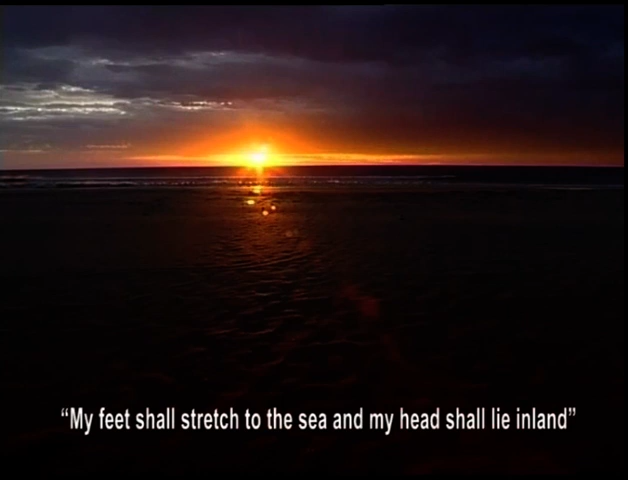 “My feet shall stretch to the sea and my head shall lie inland”